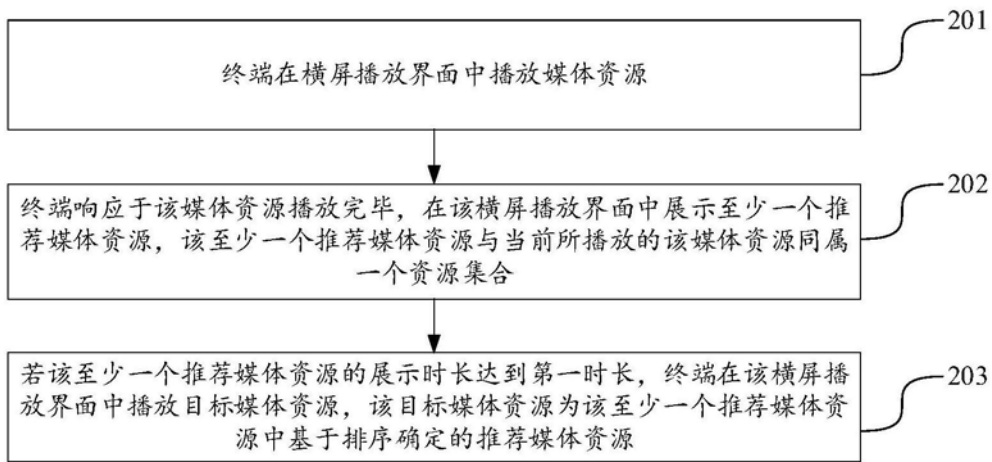 201
终端在横屏播放界面中播放媒体资源
202
终端响应于该媒体资源播放完毕，在该横屏播放界面中展示至少一个推
荐媒体资源，该至少一个推荐媒体资源与当前所播放的该媒体资源同属
一个资源集合
203
若该至少一个推荐媒体资源的展示时长达到第一时长，终端在该横屏播
放界面中播放目标媒体资源，该目标媒体资源为该至少一个推荐媒体资
源中基于排序确定的推荐媒体资源